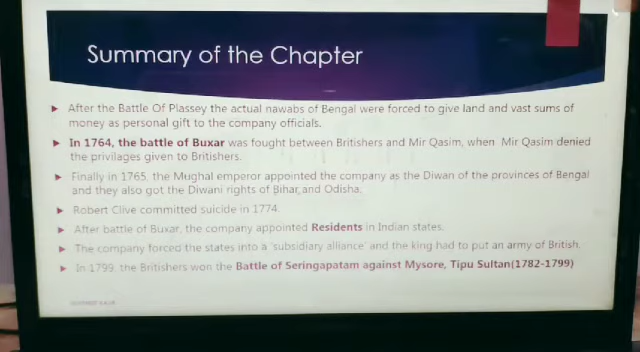 Summary of the Chapter
After the Battle Of Plassey the actual nawabs of Bengal were forced to give land and vast sums of
money as personal gift to the company officials.
In 1764, the battle of Buxar was fought between Britishers and Mir Qasim, when Mir Qasim denied
the privilages given to Britishers.
Finally in 1765, the Mughal emperor appointed the company as the Diwan of the provinces of Bengal
and they also got the Diwani rights of Bihar and Odisha.
Robert Clive committed suicide in 1774.
After battle of Buxar, the company appointed Residents in Indian states.
The company forced the states into a 'subsidiary alliance' and the king had to put an army of British.
In 1799, the Britishers won the Battle of Seringapatam against Mysore, Tipu Sultan(1782-1799)